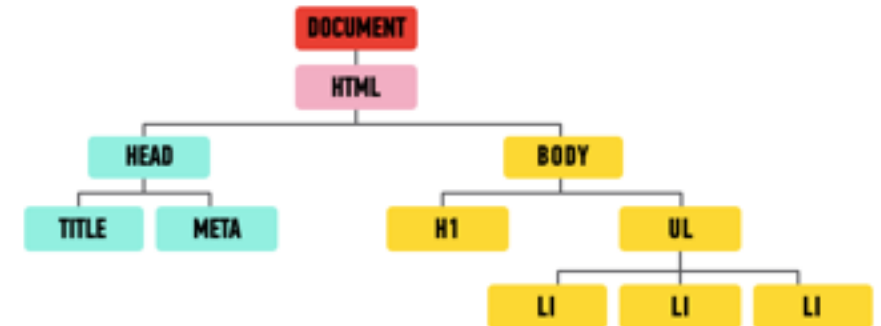 DOCUMENT
HTML
HEAD BODY
TITLE META H1 UL
LI LI LI